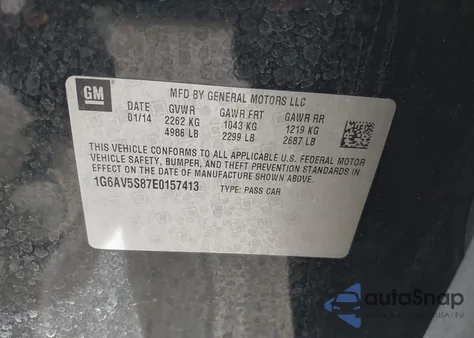 GM
MFD BY GENERAL MOTORS LLC
DATE GVWR GAWR FRT GAWR RR
01/14 2262 KG 1043 KG 1219 KG
4986 LB 2299 LB 2687 LB
THIS VEHICLE CONFORMS TO ALL APPLICABLE U.S. FEDERAL MOTOR
VEHICLE SAFETY, BUMPER, AND THEFT PREVENTION STANDARDS IN
EFFECT ON THE DATE OF MANUFACTURE SHOWN ABOVE.
1G6AV5S87E0157413 TYPE: PASS CAR
autoSnap